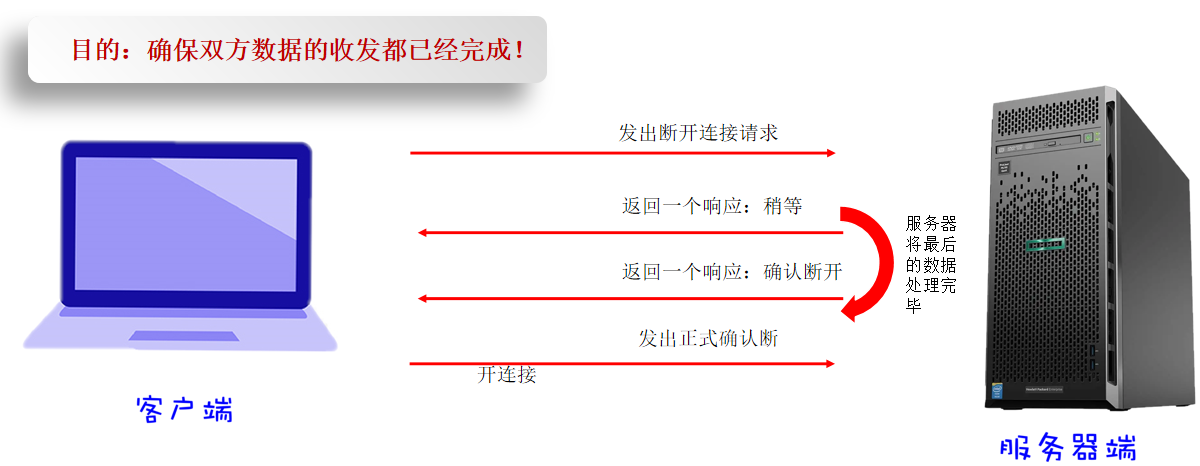 目的：确保双方数据的收发都已经完成！
发出断开连接请求
返回一个响应：稍等
服务器
将最后
的数据
处理完
毕
返回一个响应：确认断开
发出正式确认断
开连接
客户端
服务器端